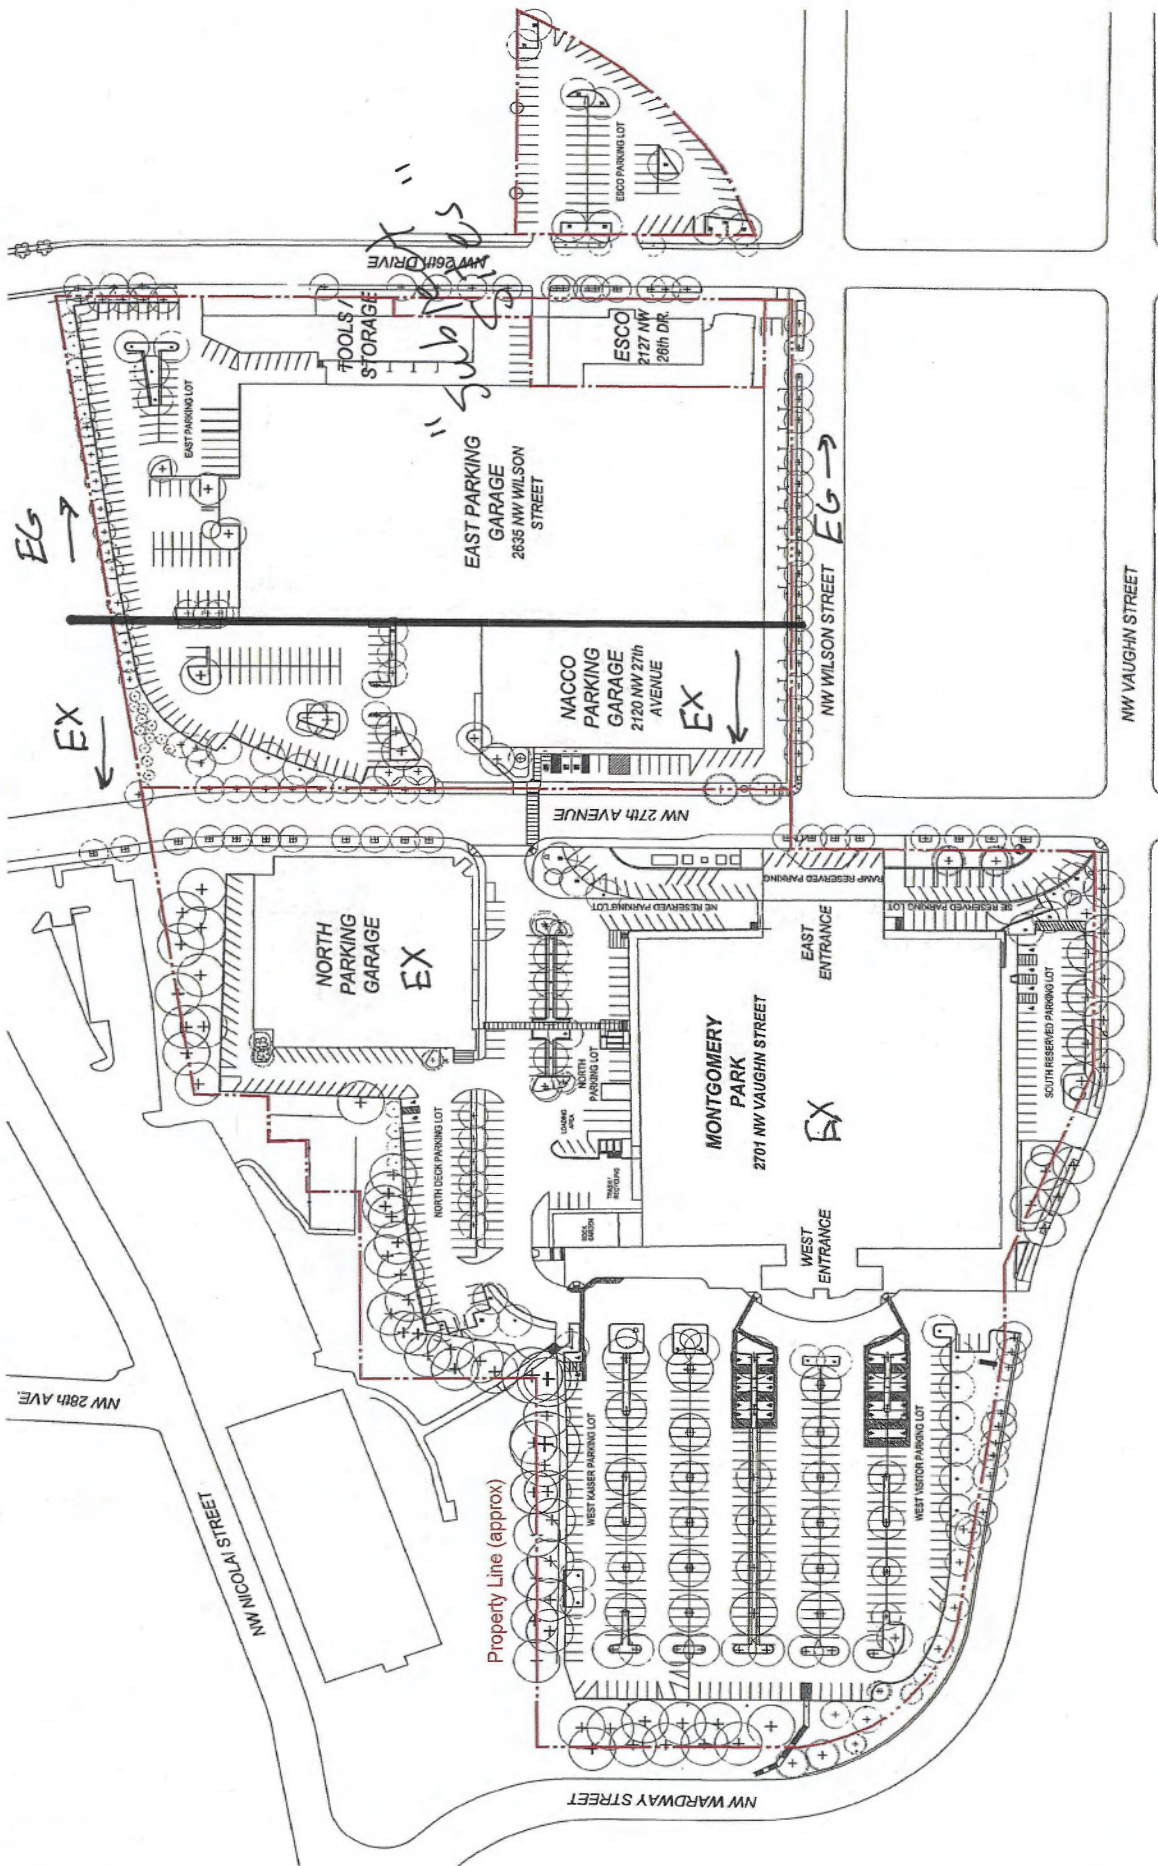 ESCO PARKING LOT
NW 26th DRIVE
" Sub Area X
TOOLS /
STORAGE
ESCO
2127 NW
26th DR.
EAST PARKING LOT
EG →
EAST PARKING
GARAGE
2635 NW WILSON
STREET
EG →
NW WILSON STREET
NW VAUGHN STREET
EX
←
NACCO
PARKING
GARAGE
2120 NW 27th
AVENUE
EX
←
NW 27th AVENUE
NORTH
PARKING
GARAGE
EX
NE RESERVED PARKING LOT
RAMP RESERVED PARKING
SE RESERVED PARKING LOT
EAST
ENTRANCE
NORTH
PARKING LOT
LOADING
AREA
MONTGOMERY
PARK
2701 NW VAUGHN STREET
EX
SOUTH RESERVED PARKING LOT
NORTH DECK PARKING LOT
TRASH /
RECYCLING
ROCK
GARDEN
WEST
ENTRANCE
NW 28th AVE.
NW NICOLAI STREET
Property Line (approx)
WEST KAISER PARKING LOT
WEST VISITOR PARKING LOT
NW WARDWAY STREET